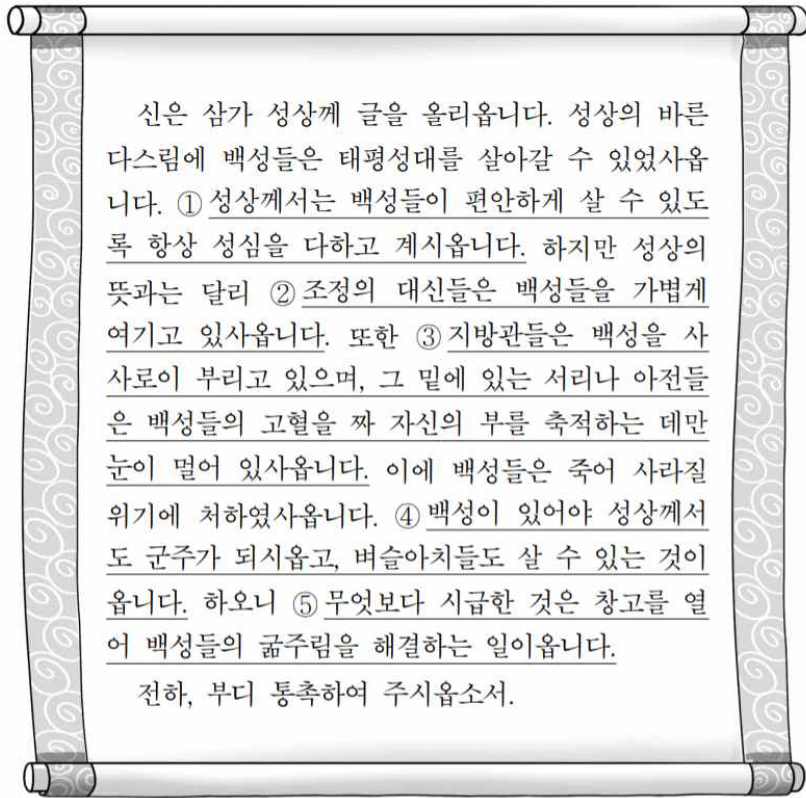 신은 삼가 성상께 글을 올리옵니다. 성상의 바른
다스림에 백성들은 태평성대를 살아갈 수 있었사옵
니다. ① 성상께서는 백성들이 편안하게 살 수 있도
록 항상 성심을 다하고 계시옵니다. 하지만 성상의
뜻과는 달리 ② 조정의 대신들은 백성들을 가볍게
여기고 있사옵니다. 또한 ③ 지방관들은 백성을 사
사로이 부리고 있으며, 그 밑에 있는 서리나 아전들
은 백성들의 고혈을 짜 자신의 부를 축적하는 데만
눈이 멀어 있사옵니다. 이에 백성들은 죽어 사라질
위기에 처하였사옵니다. ④ 백성이 있어야 성상께서
도 군주가 되시옵고, 벼슬아치들도 살 수 있는 것이
옵니다. 하오니 ⑤ 무엇보다 시급한 것은 창고를 열
어 백성들의 굶주림을 해결하는 일이옵니다.
전하, 부디 통촉하여 주시옵소서.